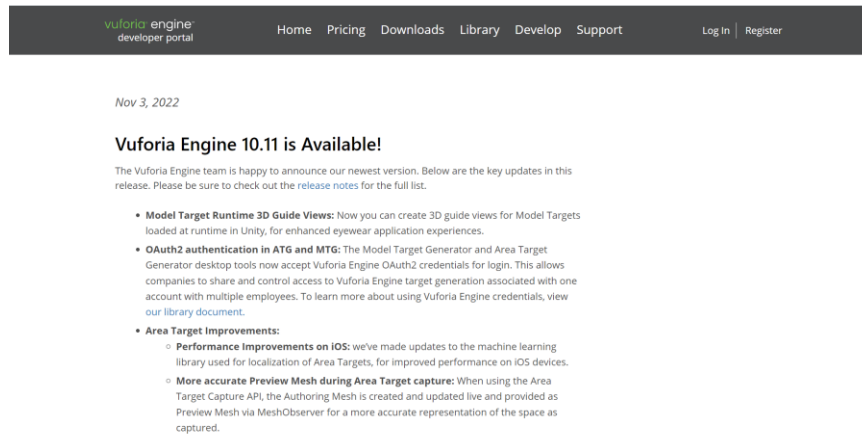 vuforia engine
developer portal
Home Pricing Downloads Library Develop Support
Log In | Register
Nov 3, 2022
Vuforia Engine 10.11 is Available!
The Vuforia Engine team is happy to announce our newest version. Below are the key updates in this
release. Please be sure to check out the release notes for the full list.
• Model Target Runtime 3D Guide Views: Now you can create 3D guide views for Model Targets
loaded at runtime in Unity, for enhanced eyewear application experiences.
• OAuth2 authentication in ATG and MTG: The Model Target Generator and Area Target
Generator desktop tools now accept Vuforia Engine OAuth2 credentials for login. This allows
companies to share and control access to Vuforia Engine target generation associated with one
account with multiple employees. To learn more about using Vuforia Engine credentials, view
our library document.
• Area Target Improvements:
◦ Performance Improvements on iOS: we've made updates to the machine learning
library used for localization of Area Targets, for improved performance on iOS devices.
◦ More accurate Preview Mesh during Area Target capture: When using the Area
Target Capture API, the Authoring Mesh is created and updated live and provided as
Preview Mesh via MeshObserver for a more accurate representation of the space as
captured.